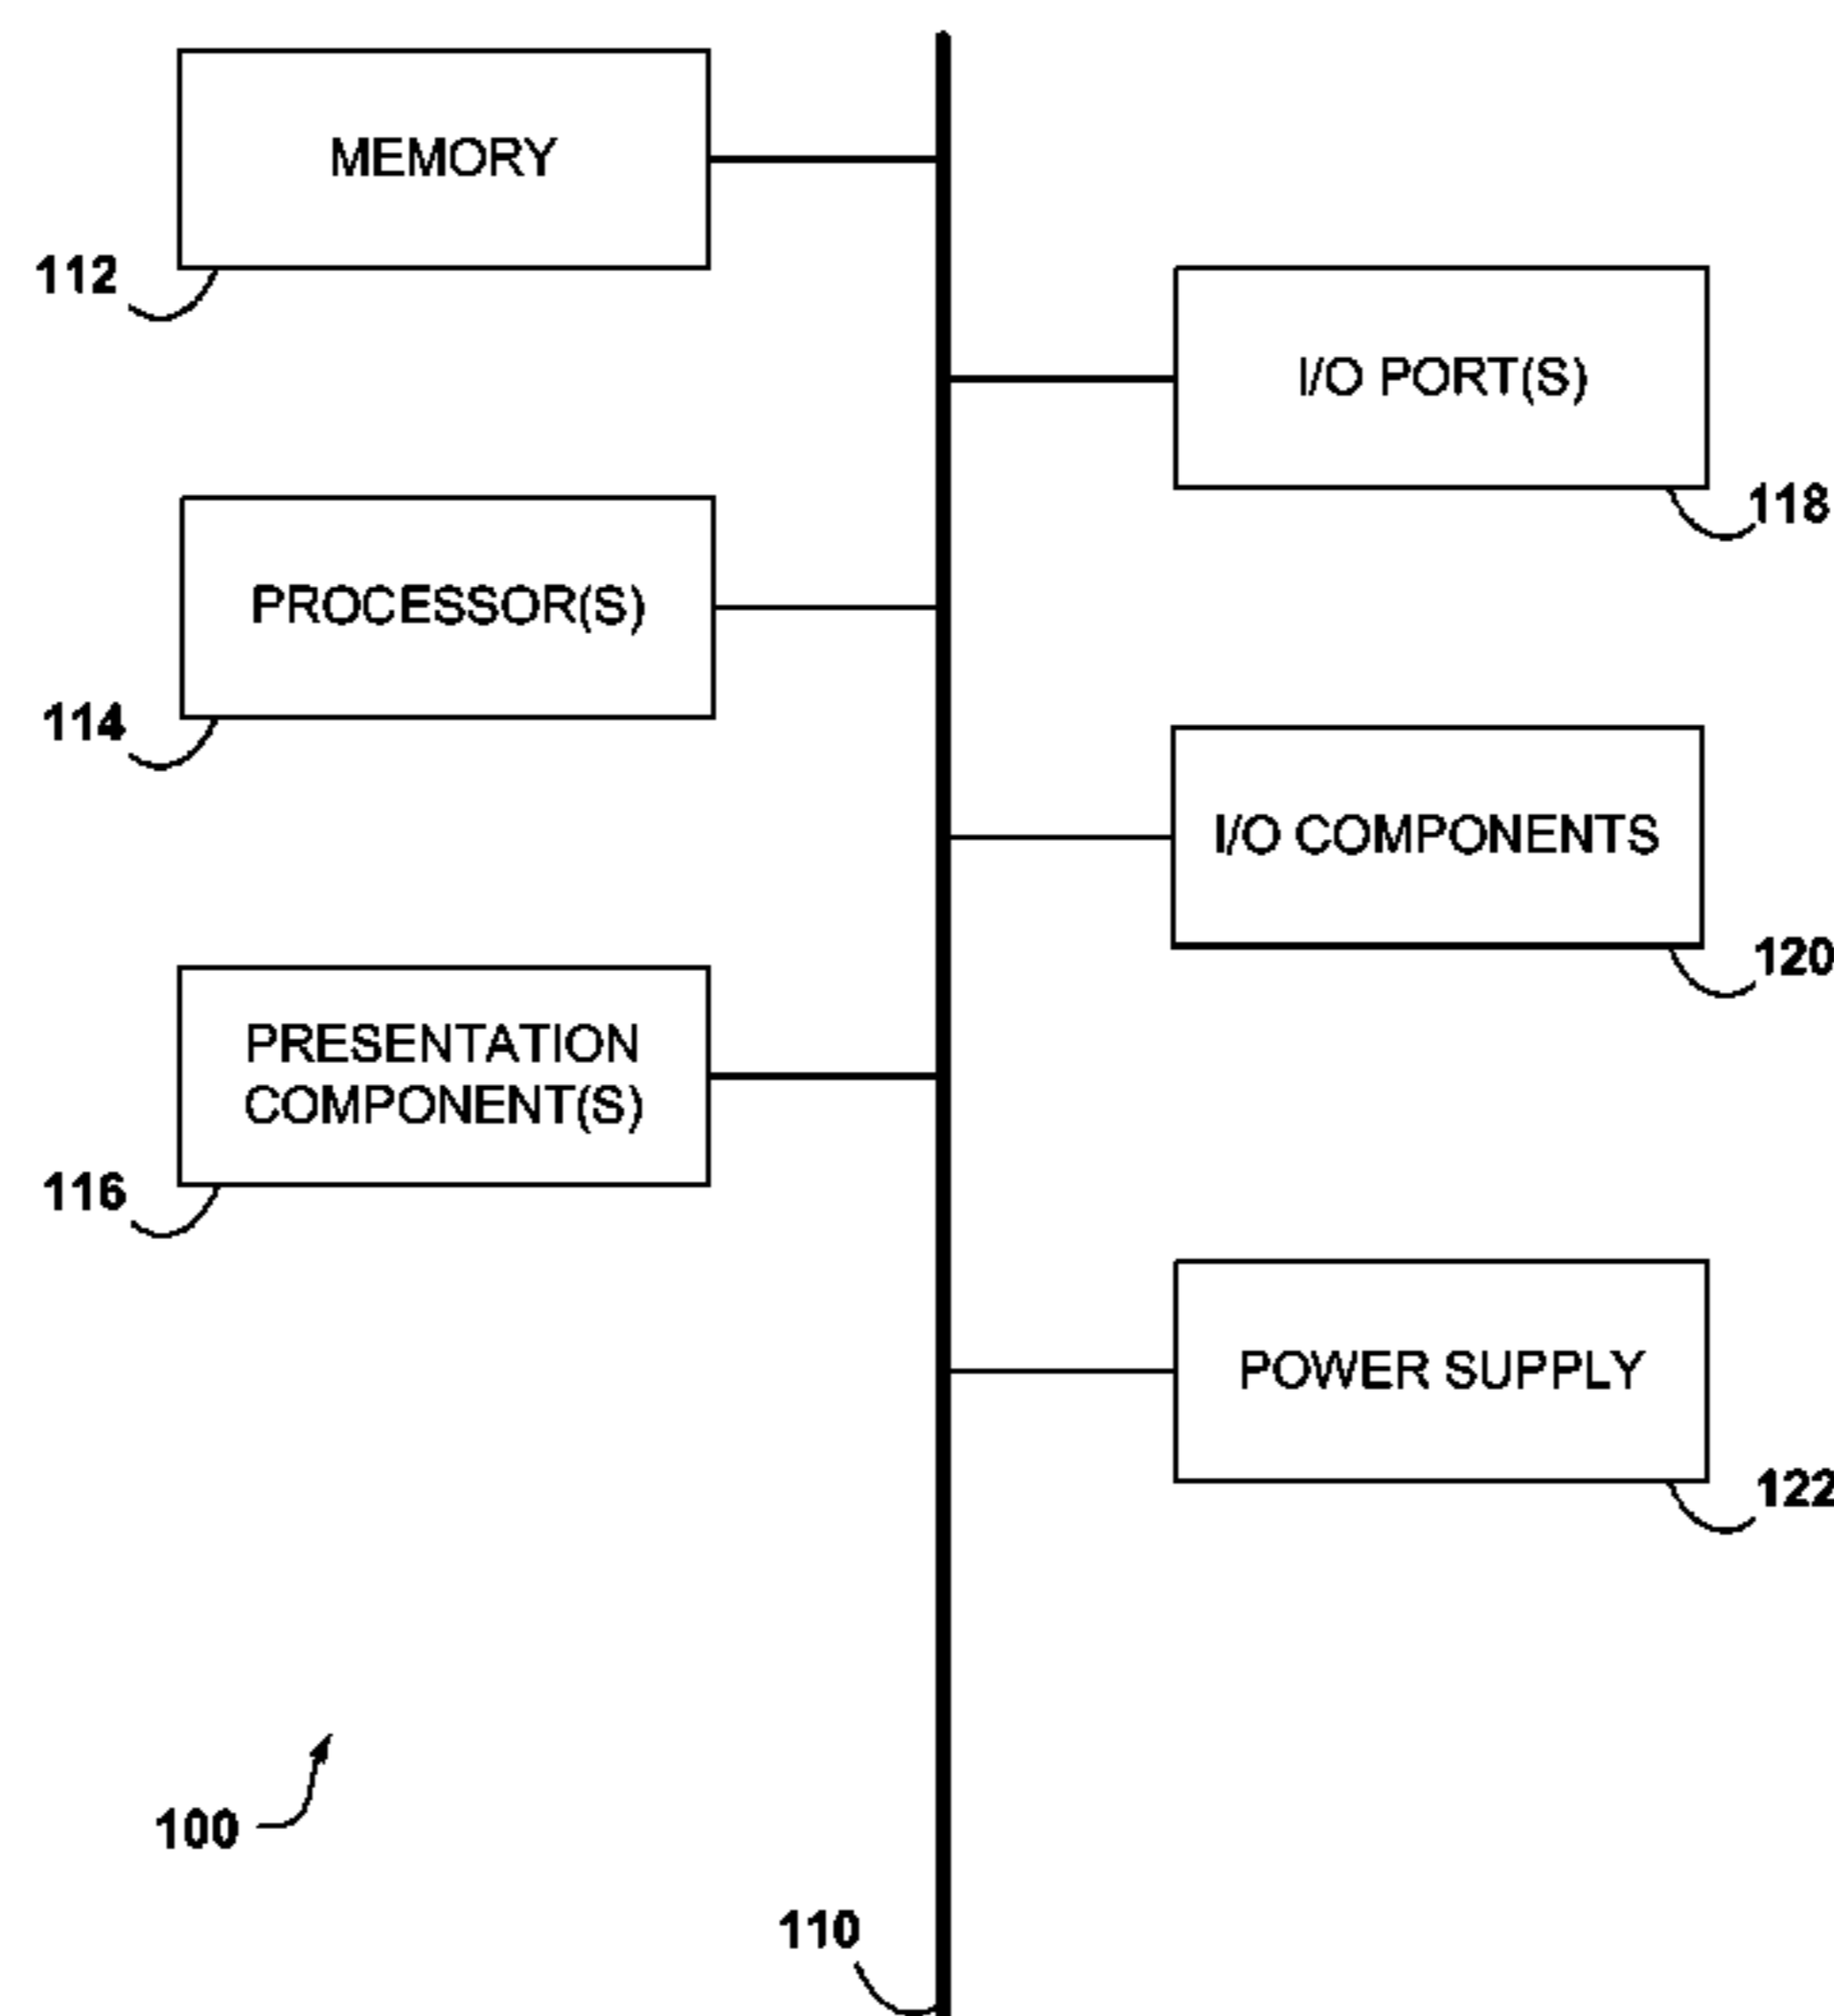 MEMORY
112
I/O PORT(S)
118
PROCESSOR(S)
114
I/O COMPONENTS
120
PRESENTATION
COMPONENT(S)
116
POWER SUPPLY
122
100
110